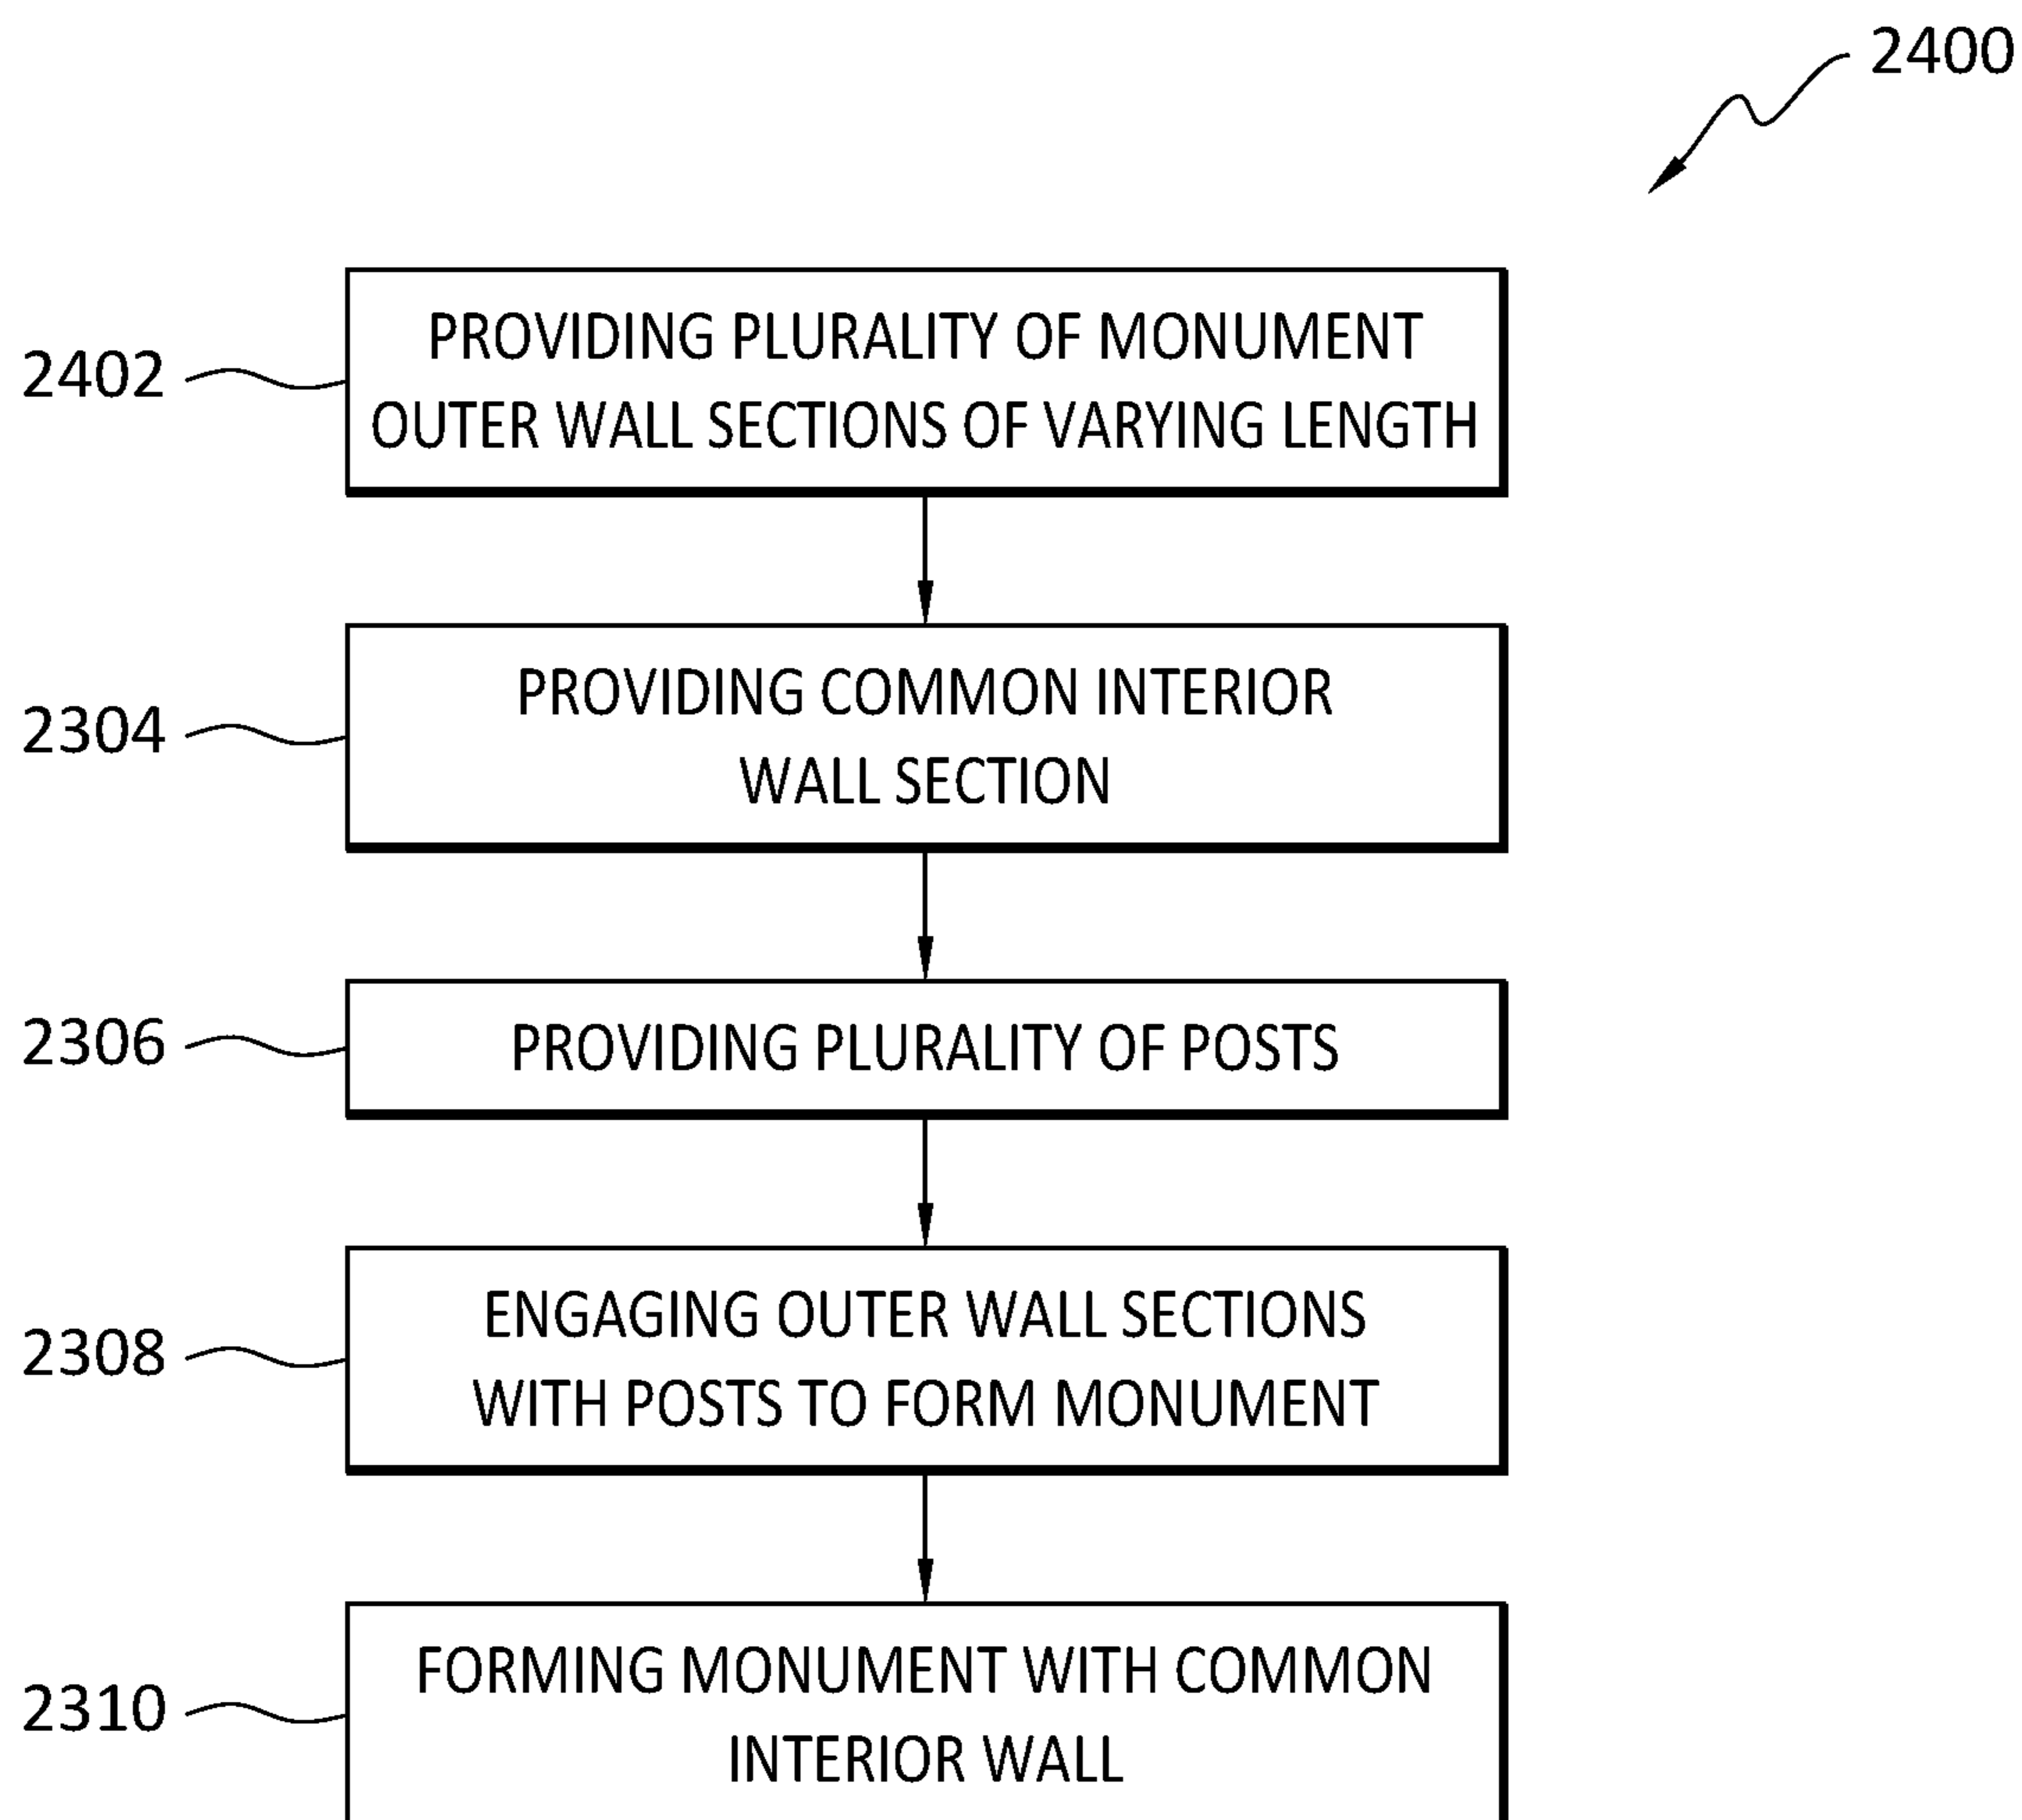 2400
2402
PROVIDING PLURALITY OF MONUMENT
OUTER WALL SECTIONS OF VARYING LENGTH
2304
PROVIDING COMMON INTERIOR
WALL SECTION
2306
PROVIDING PLURALITY OF POSTS
2308
ENGAGING OUTER WALL SECTIONS
WITH POSTS TO FORM MONUMENT
2310
FORMING MONUMENT WITH COMMON
INTERIOR WALL